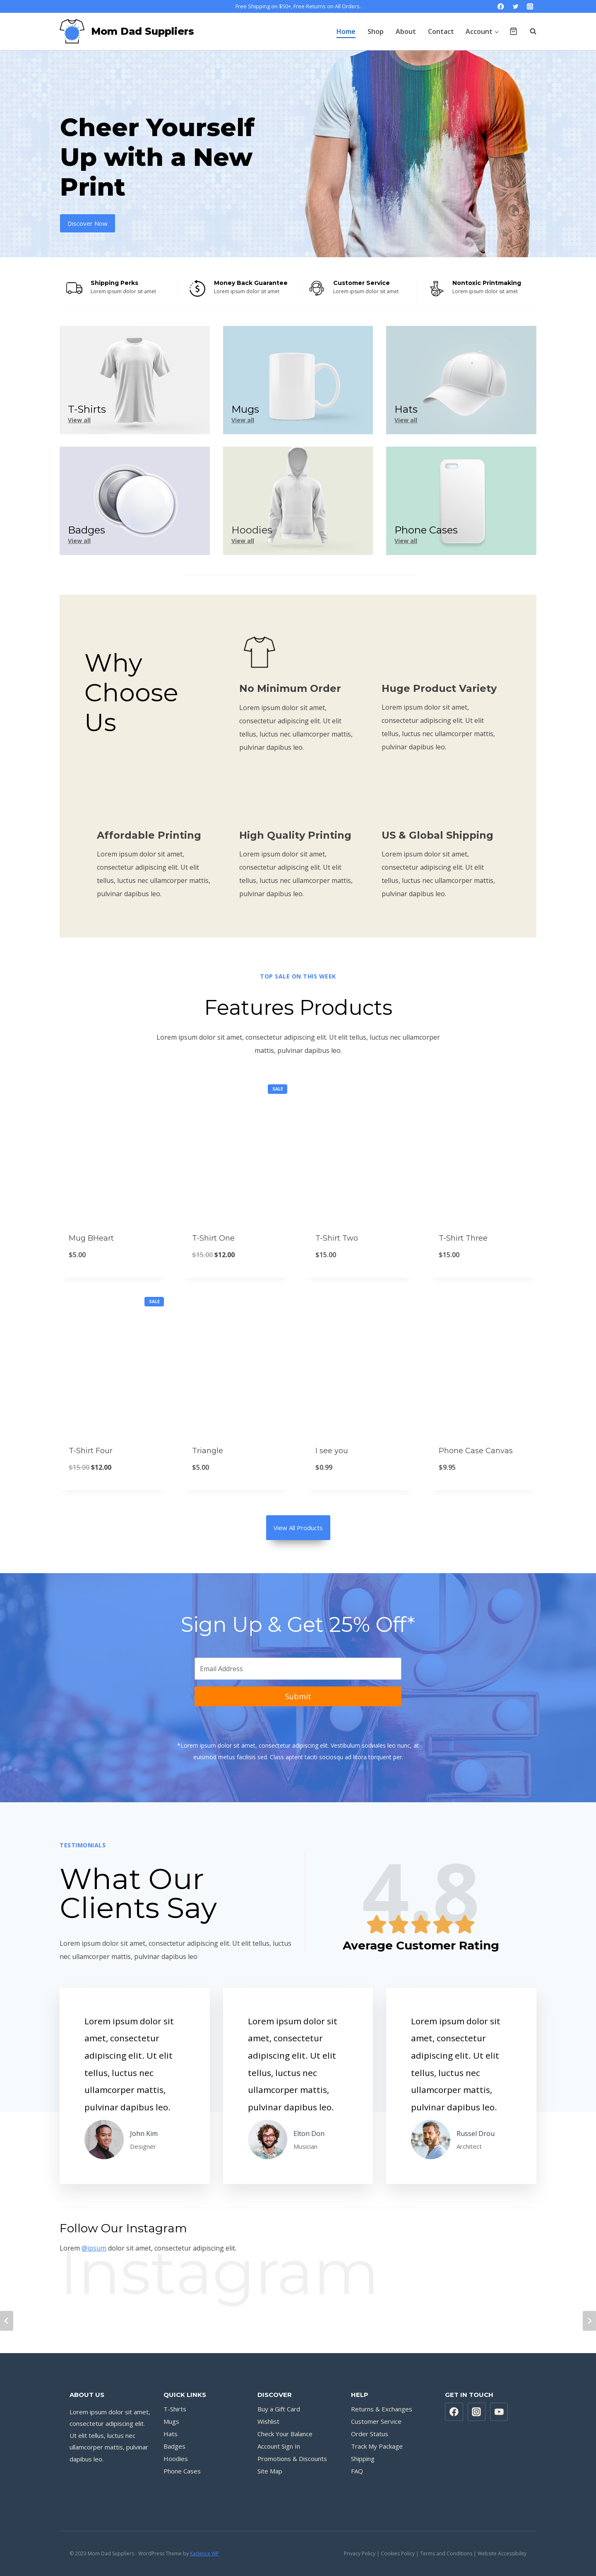 Free Shipping on $50+, Free Returns on All Orders
Mom Dad Suppliers
Home Shop About Contact Account
Cheer Yourself
Up with a New
Print
Discover Now
Shipping Perks
Lorem ipsum dolor sit amet
Money Back Guarantee
Lorem ipsum dolor sit amet
Customer Service
Lorem ipsum dolor sit amet
Nontoxic Printmaking
Lorem ipsum dolor sit amet
T-Shirts
View all
Mugs
View all
Hats
View all
Badges
View all
Hoodies
View all
Phone Cases
View all
Why
Choose
Us
No Minimum Order
Lorem ipsum dolor sit amet,
consectetur adipiscing elit. Ut elit
tellus, luctus nec ullamcorper mattis,
pulvinar dapibus leo.
Huge Product Variety
Lorem ipsum dolor sit amet,
consectetur adipiscing elit. Ut elit
tellus, luctus nec ullamcorper mattis,
pulvinar dapibus leo.
Affordable Printing
Lorem ipsum dolor sit amet,
consectetur adipiscing elit. Ut elit
tellus, luctus nec ullamcorper mattis,
pulvinar dapibus leo.
High Quality Printing
Lorem ipsum dolor sit amet,
consectetur adipiscing elit. Ut elit
tellus, luctus nec ullamcorper mattis,
pulvinar dapibus leo.
US & Global Shipping
Lorem ipsum dolor sit amet,
consectetur adipiscing elit. Ut elit
tellus, luctus nec ullamcorper mattis,
pulvinar dapibus leo.
TOP SALE ON THIS WEEK
Features Products
Lorem ipsum dolor sit amet, consectetur adipiscing elit. Ut elit tellus, luctus nec ullamcorper
mattis, pulvinar dapibus leo.
Mug BHeart
$5.00
SALE
T-Shirt One
$15.00 $12.00
T-Shirt Two
$15.00
T-Shirt Three
$15.00
SALE
T-Shirt Four
$15.00 $12.00
Triangle
$5.00
I see you
$0.99
Phone Case Canvas
$9.95
View All Products
Sign Up & Get 25% Off*
Email Address
Submit
*Lorem ipsum dolor sit amet, consectetur adipiscing elit. Vestibulum sodales leo nunc, at
euismod metus facilisis sed. Class aptent taciti sociosqu ad litora torquent per.
TESTIMONIALS
What Our
Clients Say
Lorem ipsum dolor sit amet, consectetur adipiscing elit. Ut elit tellus, luctus
nec ullamcorper mattis, pulvinar dapibus leo
4.8
Average Customer Rating
Lorem ipsum dolor sit
amet, consectetur
adipiscing elit. Ut elit
tellus, luctus nec
ullamcorper mattis,
pulvinar dapibus leo.
John Kim
Designer
Lorem ipsum dolor sit
amet, consectetur
adipiscing elit. Ut elit
tellus, luctus nec
ullamcorper mattis,
pulvinar dapibus leo.
Elton Don
Musician
Lorem ipsum dolor sit
amet, consectetur
adipiscing elit. Ut elit
tellus, luctus nec
ullamcorper mattis,
pulvinar dapibus leo.
Russel Drou
Architect
Follow Our Instagram
Lorem @ipsum dolor sit amet, consectetur adipiscing elit.
Instagram
ABOUT US
Lorem ipsum dolor sit amet,
consectetur adipiscing elit.
Ut elit tellus, luctus nec
ullamcorper mattis, pulvinar
dapibus leo.
QUICK LINKS
T-Shirts
Mugs
Hats
Badges
Hoodies
Phone Cases
DISCOVER
Buy a Gift Card
Wishlist
Check Your Balance
Account Sign In
Promotions & Discounts
Site Map
HELP
Returns & Exchanges
Customer Service
Order Status
Track My Package
Shipping
FAQ
GET IN TOUCH
© 2023 Mom Dad Suppliers - WordPress Theme by Kadence WP
Privacy Policy | Cookies Policy | Terms and Conditions | Website Accessibility